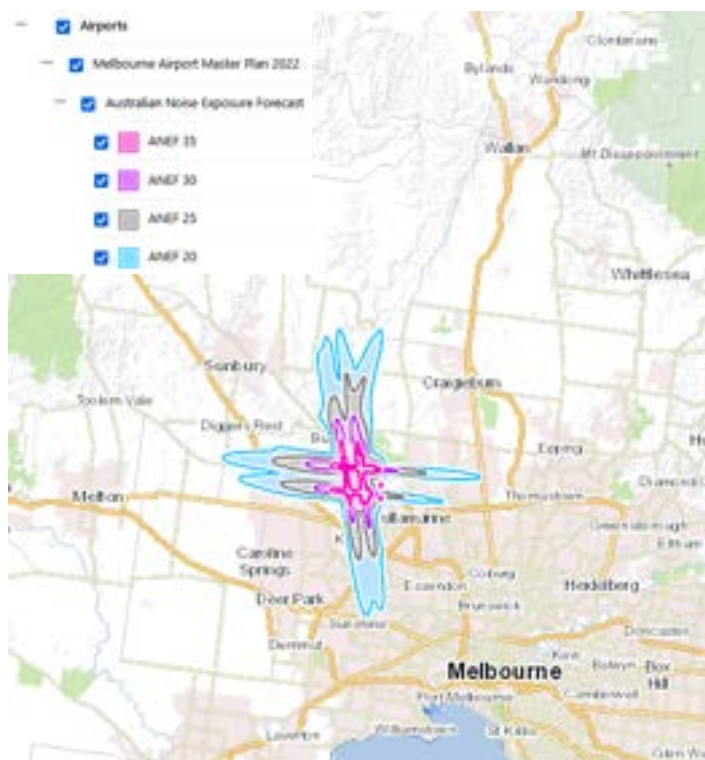 Airports
Melbourne Airport Master Plan 2022
Australian Noise Exposure Forecast
ANEF 35
ANEF 30
ANEF 25
ANEF 20
Clonbinane
Bylands
Wandong
Wallan
Mt Disappointment
Whittlesea
Sunbury
Craigieburn
Toolern Vale
Diggers Rest
Bu
Epping
Diamond C
Melton
Thomastown
ullamarine
Greensborough
Eltham
K
Caroline
Springs
Coburg
Essendon
Heidelberg
Deer Park
Brunswick
Sunshine
Doncaster
Derrimut
Kew
Balwyn
Box
Hill
Melbourne
Camberwell
Port Melbourne
Williamstown
St Kilda
Laverton
Glen Wa